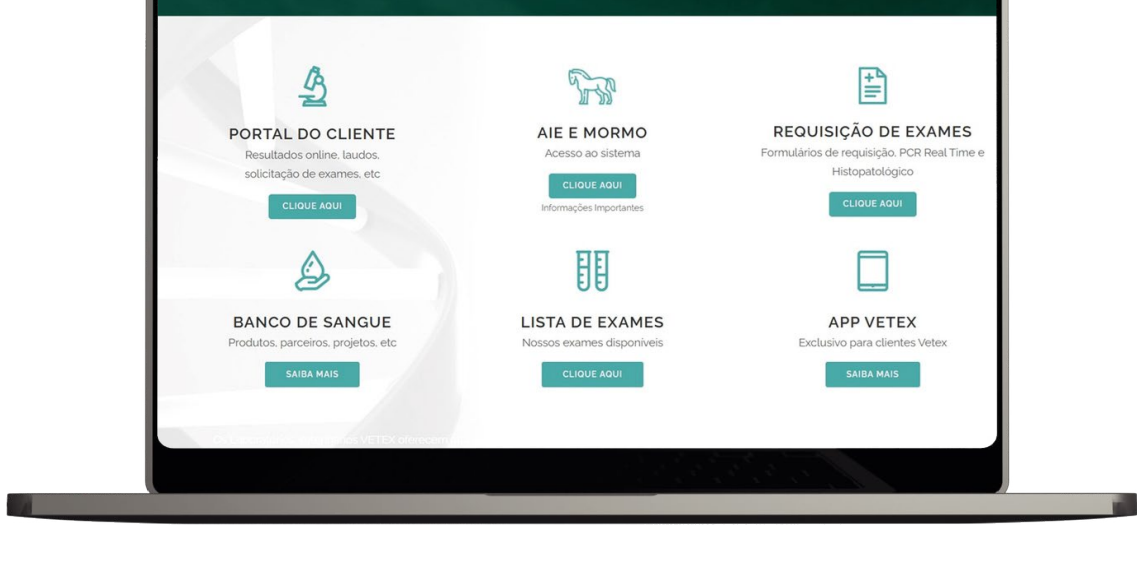 PORTAL DO CLIENTE
Resultados online, laudos,
solicitação de exames, etc
CLIQUE AQUI
AIE E MORMO
Acesso ao sistema
CLIQUE AQUI
Informações Importantes
REQUISIÇÃO DE EXAMES
Formulários de requisição, PCR Real Time e
Histopatológico
CLIQUE AQUI
BANCO DE SANGUE
Produtos, parceiros, projetos, etc
SAIBA MAIS
LISTA DE EXAMES
Nossos exames disponíveis
CLIQUE AQUI
APP VETEX
Exclusivo para clientes Vetex
SAIBA MAIS
VETEX oferecem